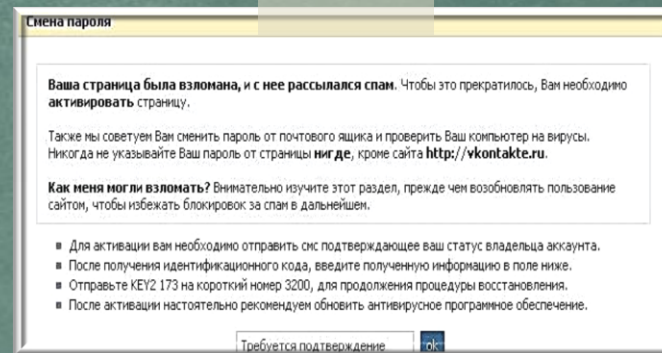 Смена пароля
Ваша страница была взломана, и с нее рассылался спам. Чтобы это прекратилось, Вам необходимо
активировать страницу.
Также мы советуем Вам сменить пароль от почтового ящика и проверить Ваш компьютер на вирусы.
Никогда не указывайте Ваш пароль от страницы нигде, кроме сайта http://vkontakte.ru.
Как меня могли взломать? Внимательно изучите этот раздел, прежде чем возобновлять пользование
сайтом, чтобы избежать блокировок за спам в дальнейшем.
Для активации вам необходимо отправить смс подтверждающее ваш статус владельца аккаунта.
После получения идентификационного кода, введите полученную информацию в поле ниже.
Отправьте KEY2 173 на короткий номер 3200, для продолжения процедуры восстановления.
После активации настоятельно рекомендуем обновить антивирусное программное обеспечение.
Требуется подтверждение ok